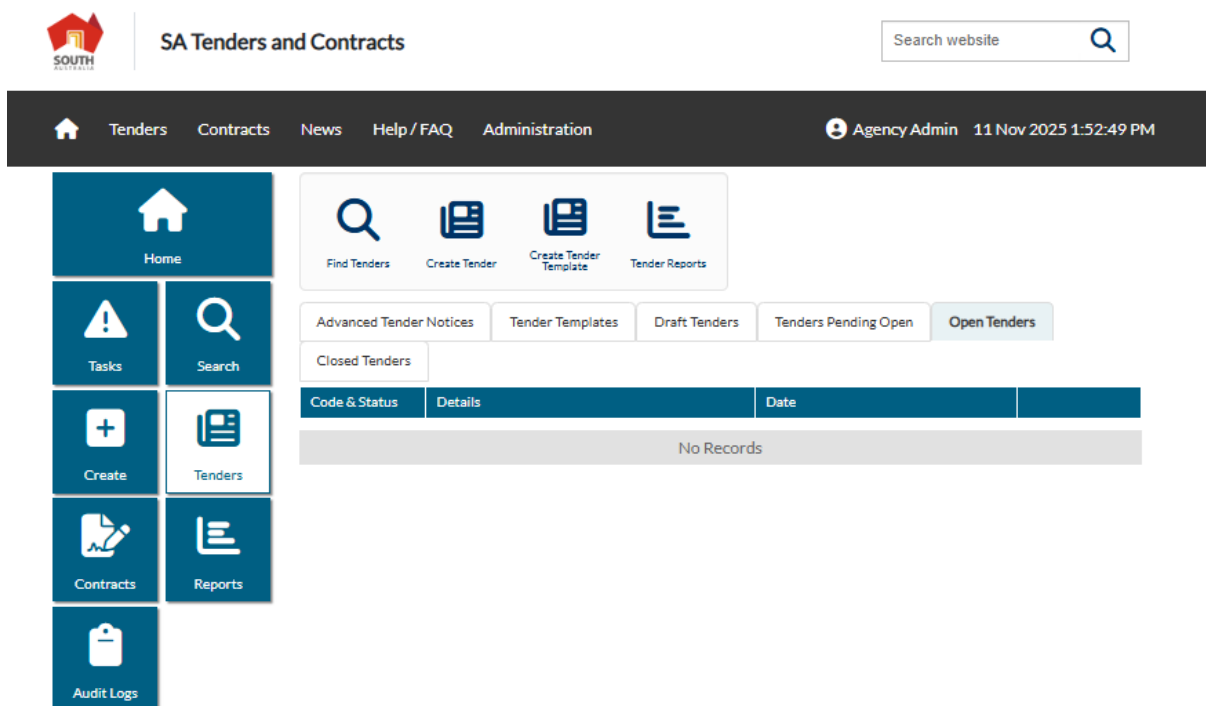 SOUTH
AUSTRALIA
SA Tenders and Contracts
Search website
Tenders Contracts News Help / FAQ Administration Agency Admin 11 Nov 2025 1:52:49 PM
Home
Find Tenders
Create Tender
Create Tender
Template
Tender Reports
Tasks
Search
Advanced Tender Notices Tender Templates Draft Tenders Tenders Pending Open Open Tenders
Closed Tenders
Code & Status Details Date
No Records
Create
Tenders
Contracts
Reports
Audit Logs